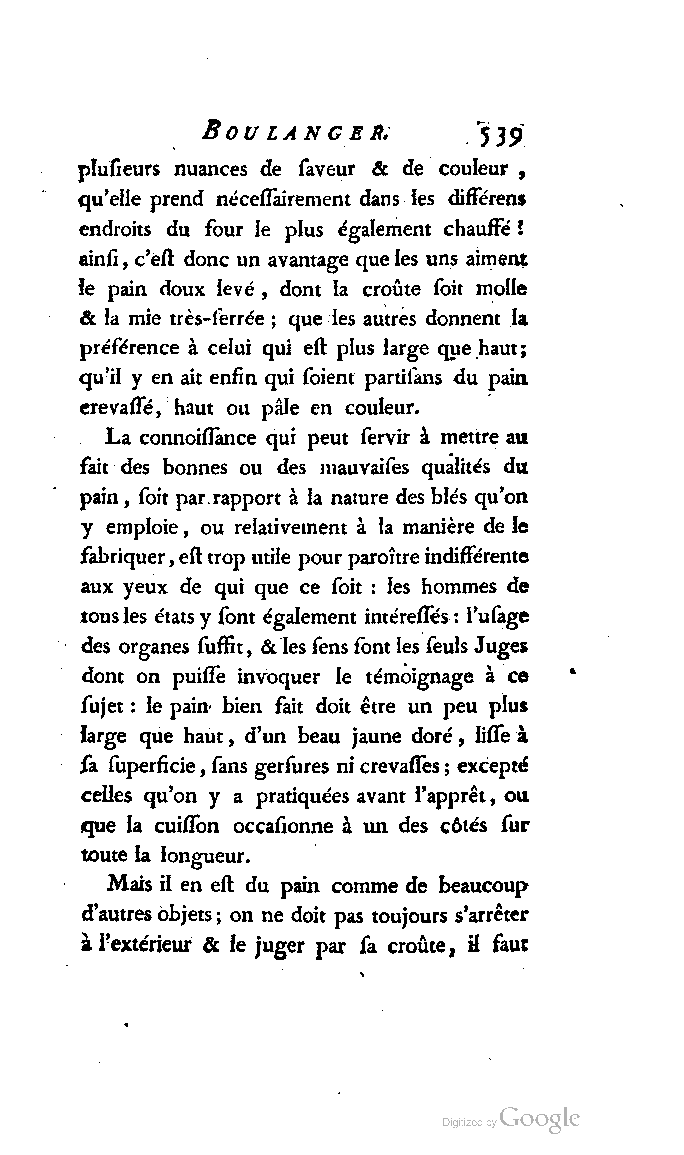 BOULANGER. 539
pluſieurs nuances de ſaveur & de couleur ,
qu'elle prend néceſſairement dans les différens
endroits du four le plus également chauffé !
ainſi, c'eſt donc un avantage que les uns aiment
le pain doux levé , dont la croûte ſoit molle
& la mie très-ſerrée ; que les autres donnent la
préférence à celui qui eſt plus large que haut;
qu'il y en ait enfin qui ſoient partiſans du pain
crevaſſé, haut ou pâle en couleur.
La connoiſſance qui peut ſervir à mettre au
fait des bonnes ou des mauvaiſes qualités du
pain , ſoit par rapport à la nature des blés qu'on
y emploie, ou relativement à la manière de le
fabriquer, eſt trop utile pour paroître indifférente
aux yeux de qui que ce ſoit : les hommes de
tous les états y ſont également intéreſſés : l'uſage
des organes ſuffit, & les ſens ſont les ſeuls Juges
dont on puiſſe invoquer le témoignage à ce
ſujet : le pain bien fait doit être un peu plus
large que haut, d'un beau jaune doré, liſſe à
ſa ſuperficie, ſans gerſures ni crevaſſes; excepté
celles qu'on y a pratiquées avant l'apprêt, ou
que la cuiſſon occaſionne à un des côtés ſur
toute la longueur.
Mais il en eſt du pain comme de beaucoup
d'autres objets; on ne doit pas toujours s'arrêter
à l'extérieur & le juger par ſa croûte, il faut
Digitized by Google